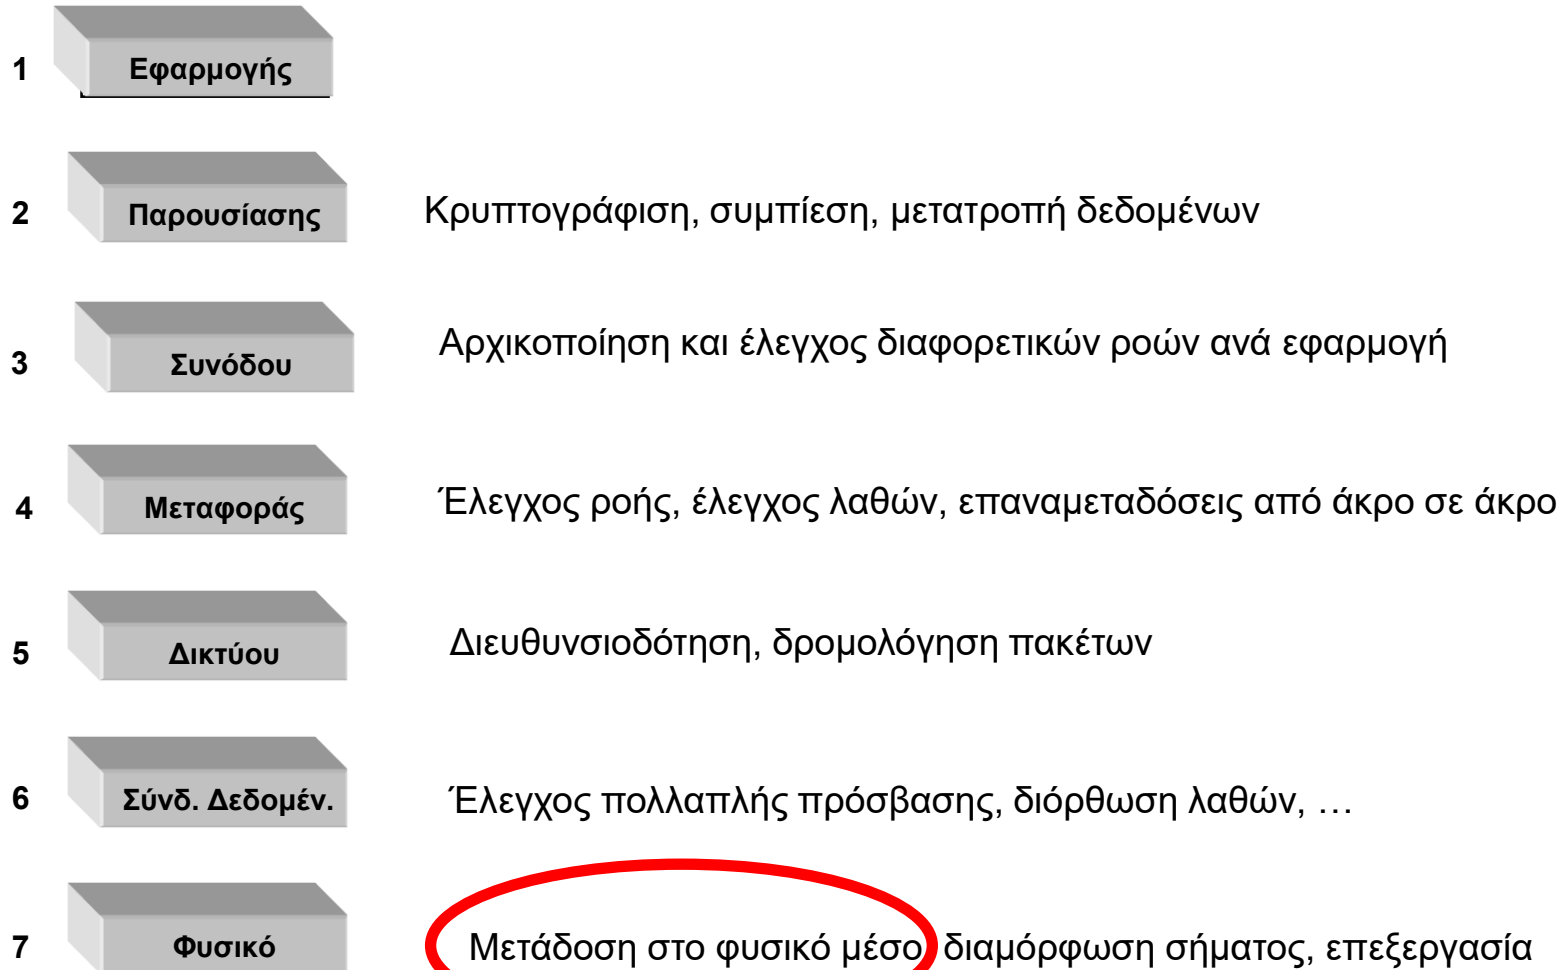 1 Εφαρμογής
2 Παρουσίασης Κρυπτογράφιση, συμπίεση, μετατροπή δεδομένων
3 Συνόδου Αρχικοποίηση και έλεγχος διαφορετικών ροών ανά εφαρμογή
4 Μεταφοράς Έλεγχος ροής, έλεγχος λαθών, επαναμεταδόσεις από άκρο σε άκρο
5 Δικτύου Διευθυνσιοδότηση, δρομολόγηση πακέτων
6 Σύνδ. Δεδομέν. Έλεγχος πολλαπλής πρόσβασης, διόρθωση λαθών, …
7 Φυσικό Μετάδοση στο φυσικό μέσο, διαμόρφωση σήματος, επεξεργασία